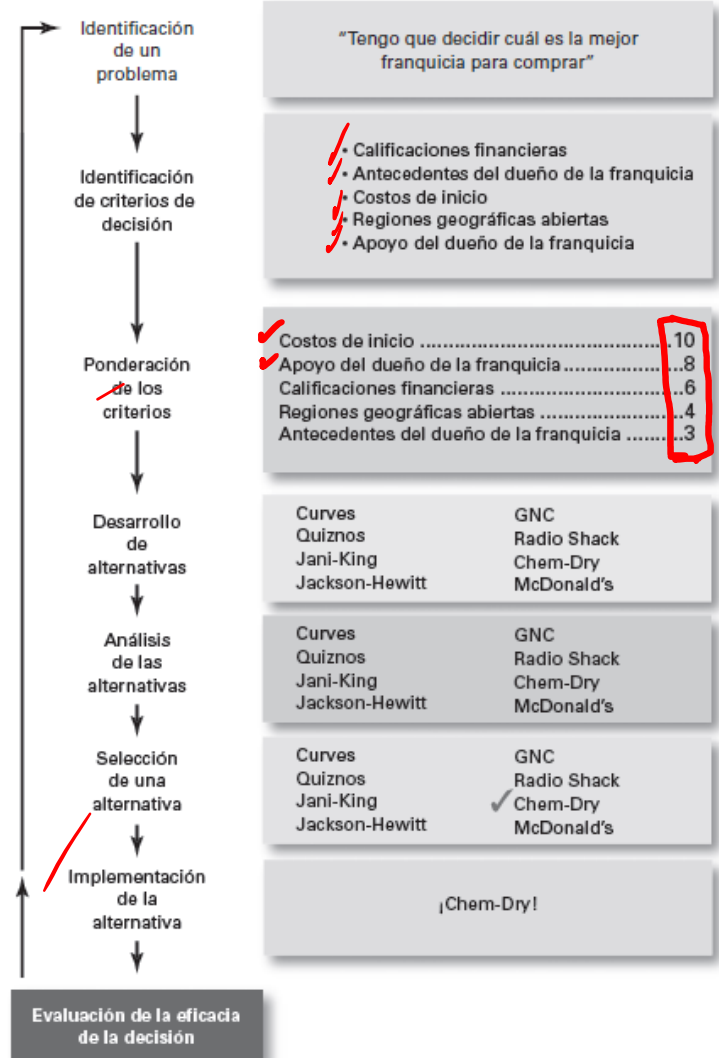 Identificación
de un
problema
“Tengo que decidir cuál es la mejor
franquicia para comprar”
Identificación
de criterios de
decisión
• Calificaciones financieras
• Antecedentes del dueño de la franquicia
• Costos de inicio
• Regiones geográficas abiertas
• Apoyo del dueño de la franquicia
Ponderación
de los
criterios
Costos de inicio ............................................10
Apoyo del dueño de la franquicia.....................8
Calificaciones financieras .................................6
Regiones geográficas abiertas .........................4
Antecedentes del dueño de la franquicia ..........3
Desarrollo
de
alternativas
Curves GNC
Quiznos Radio Shack
Jani-King Chem-Dry
Jackson-Hewitt McDonald’s
Análisis
de las
alternativas
Curves GNC
Quiznos Radio Shack
Jani-King Chem-Dry
Jackson-Hewitt McDonald’s
Selección
de una
alternativa
Curves GNC
Quiznos Radio Shack
Jani-King ✓Chem-Dry
Jackson-Hewitt McDonald’s
Implementación
de la
alternativa
¡Chem-Dry!
Evaluación de la eficacia
de la decisión